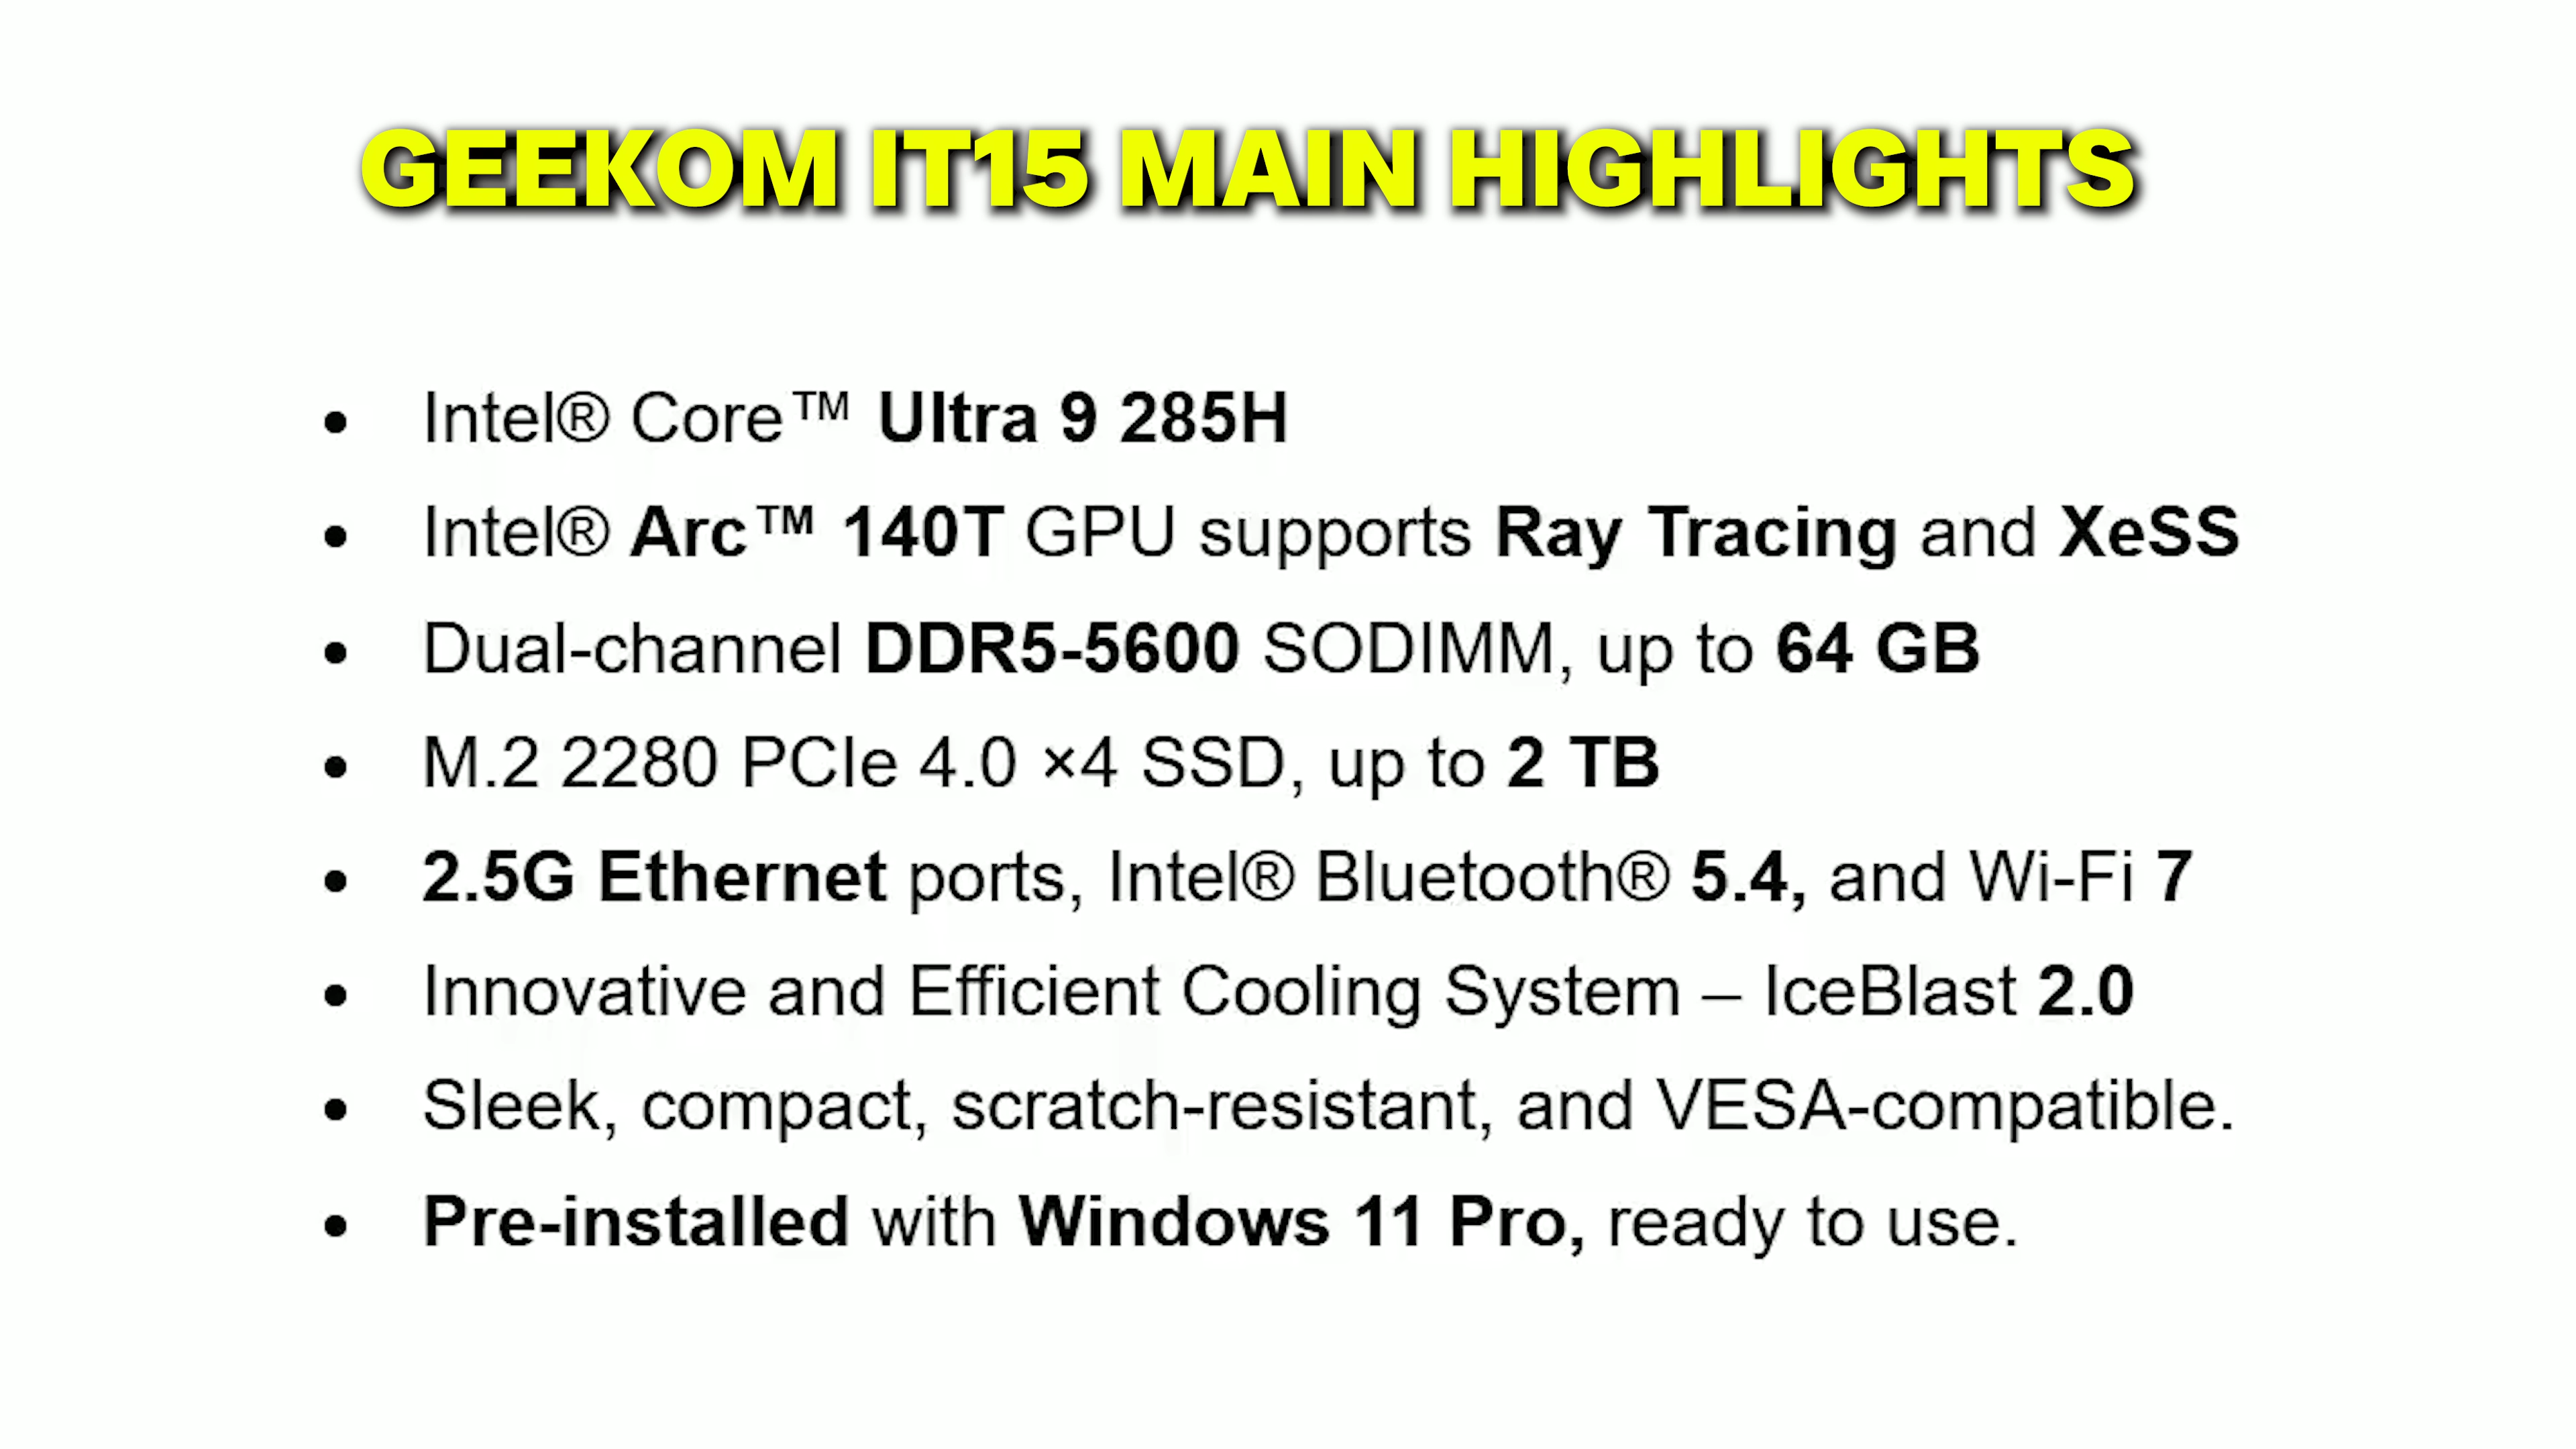 GEEKOM IT15 MAIN HIGHLIGHTS
• Intel® Core™ Ultra 9 285H
• Intel® Arc™ 140T GPU supports Ray Tracing and XeSS
• Dual-channel DDR5-5600 SODIMM, up to 64 GB
• M.2 2280 PCIe 4.0 ×4 SSD, up to 2 TB
• 2.5G Ethernet ports, Intel® Bluetooth® 5.4, and Wi-Fi 7
• Innovative and Efficient Cooling System – IceBlast 2.0
• Sleek, compact, scratch-resistant, and VESA-compatible.
• Pre-installed with Windows 11 Pro, ready to use.